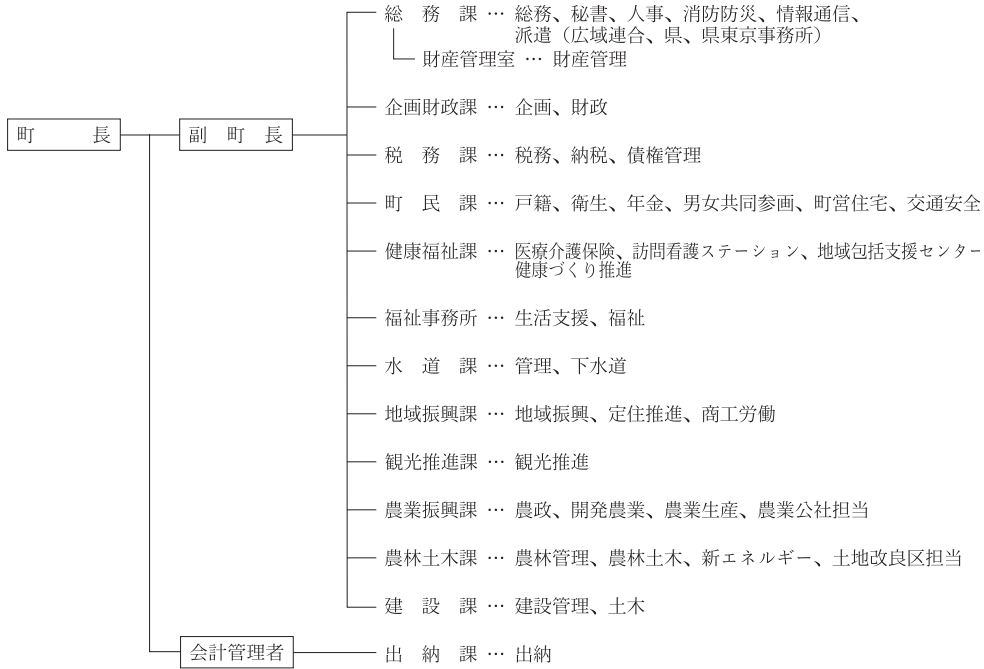 総務課 … 総務、秘書、人事、消防防災、情報通信、
派遣（広域連合、県、県東京事務所）
財産管理室 … 財産管理
企画財政課 … 企画、財政
町長
副町長
税務課 … 税務、納税、債権管理
町民課 … 戸籍、衛生、年金、男女共同参画、町営住宅、交通安全
健康福祉課 … 医療介護保険、訪問看護ステーション、地域包括支援センター
健康づくり推進
福祉事務所 … 生活支援、福祉
水道課 … 管理、下水道
地域振興課 … 地域振興、定住推進、商工労働
観光推進課 … 観光推進
農業振興課 … 農政、開発農業、農業生産、農業公社担当
農林土木課 … 農林管理、農林土木、新エネルギー、土地改良区担当
建設課 … 建設管理、土木
会計管理者
出納課 … 出納